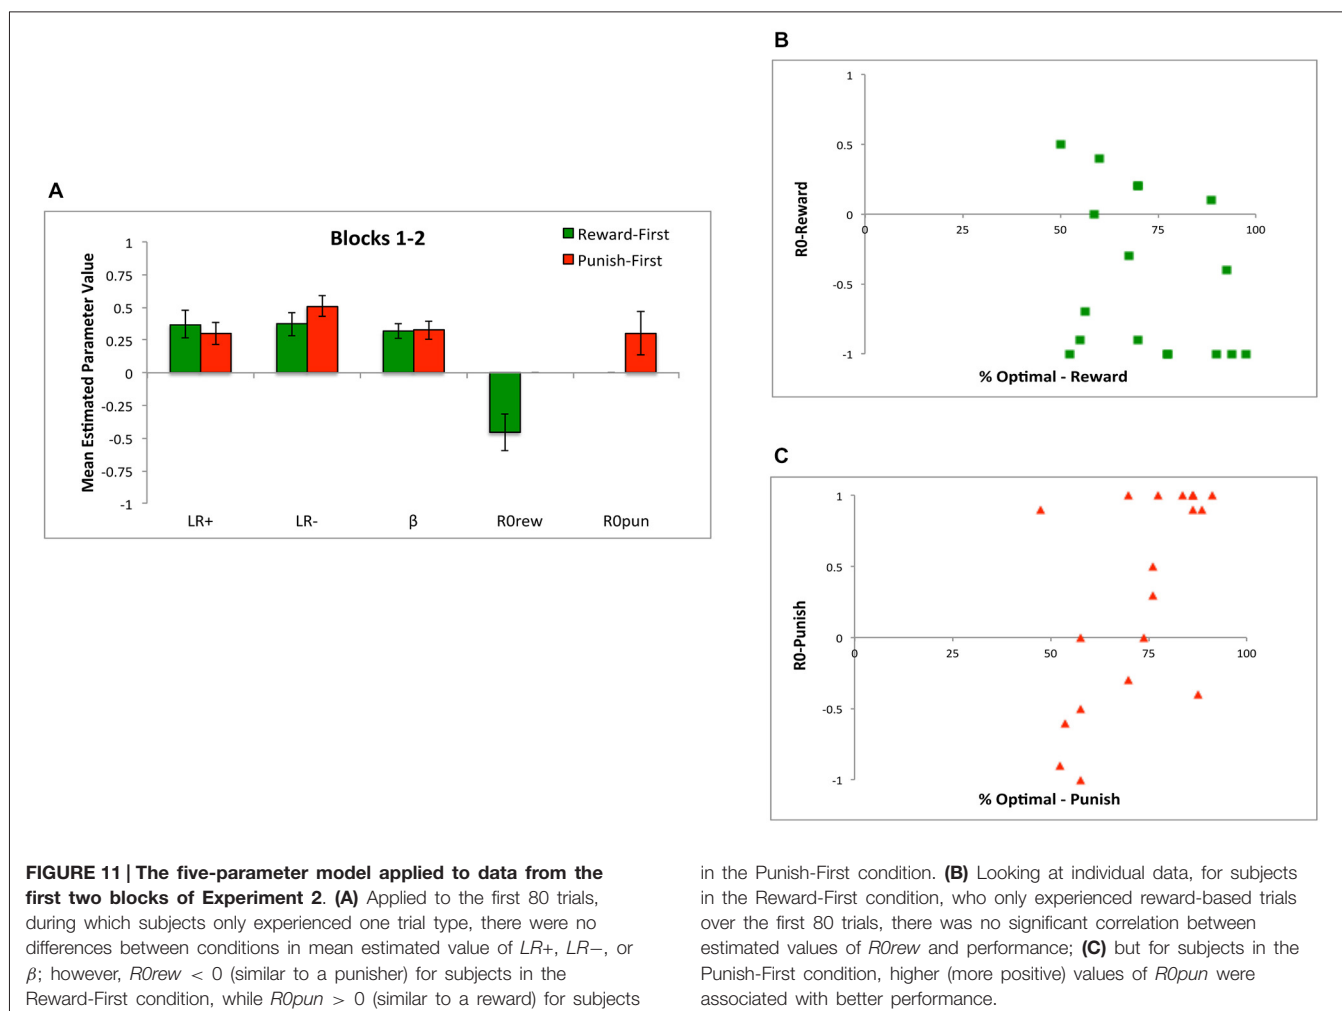 A
Blocks 1-2
Reward-First
Punish-First
Mean Estimated Parameter Value
1
0.75
0.5
0.25
0
-0.25
-0.5
-0.75
-1
LR+ LR- β R0rew R0pun
B
R0-Reward
1
0.5
0
-0.5
-1
0 25 50 75 100
% Optimal - Reward
C
R0-Punish
1
0.5
0
-0.5
-1
0 25 50 75 100
% Optimal - Punish
FIGURE 11 | The five-parameter model applied to data from the
first two blocks of Experiment 2. (A) Applied to the first 80 trials,
during which subjects only experienced one trial type, there were no
differences between conditions in mean estimated value of LR+, LR−, or
β; however, R0rew < 0 (similar to a punisher) for subjects in the
Reward-First condition, while R0pun > 0 (similar to a reward) for subjects
in the Punish-First condition. (B) Looking at individual data, for subjects
in the Reward-First condition, who only experienced reward-based trials
over the first 80 trials, there was no significant correlation between
estimated values of R0rew and performance; (C) but for subjects in the
Punish-First condition, higher (more positive) values of R0pun were
associated with better performance.